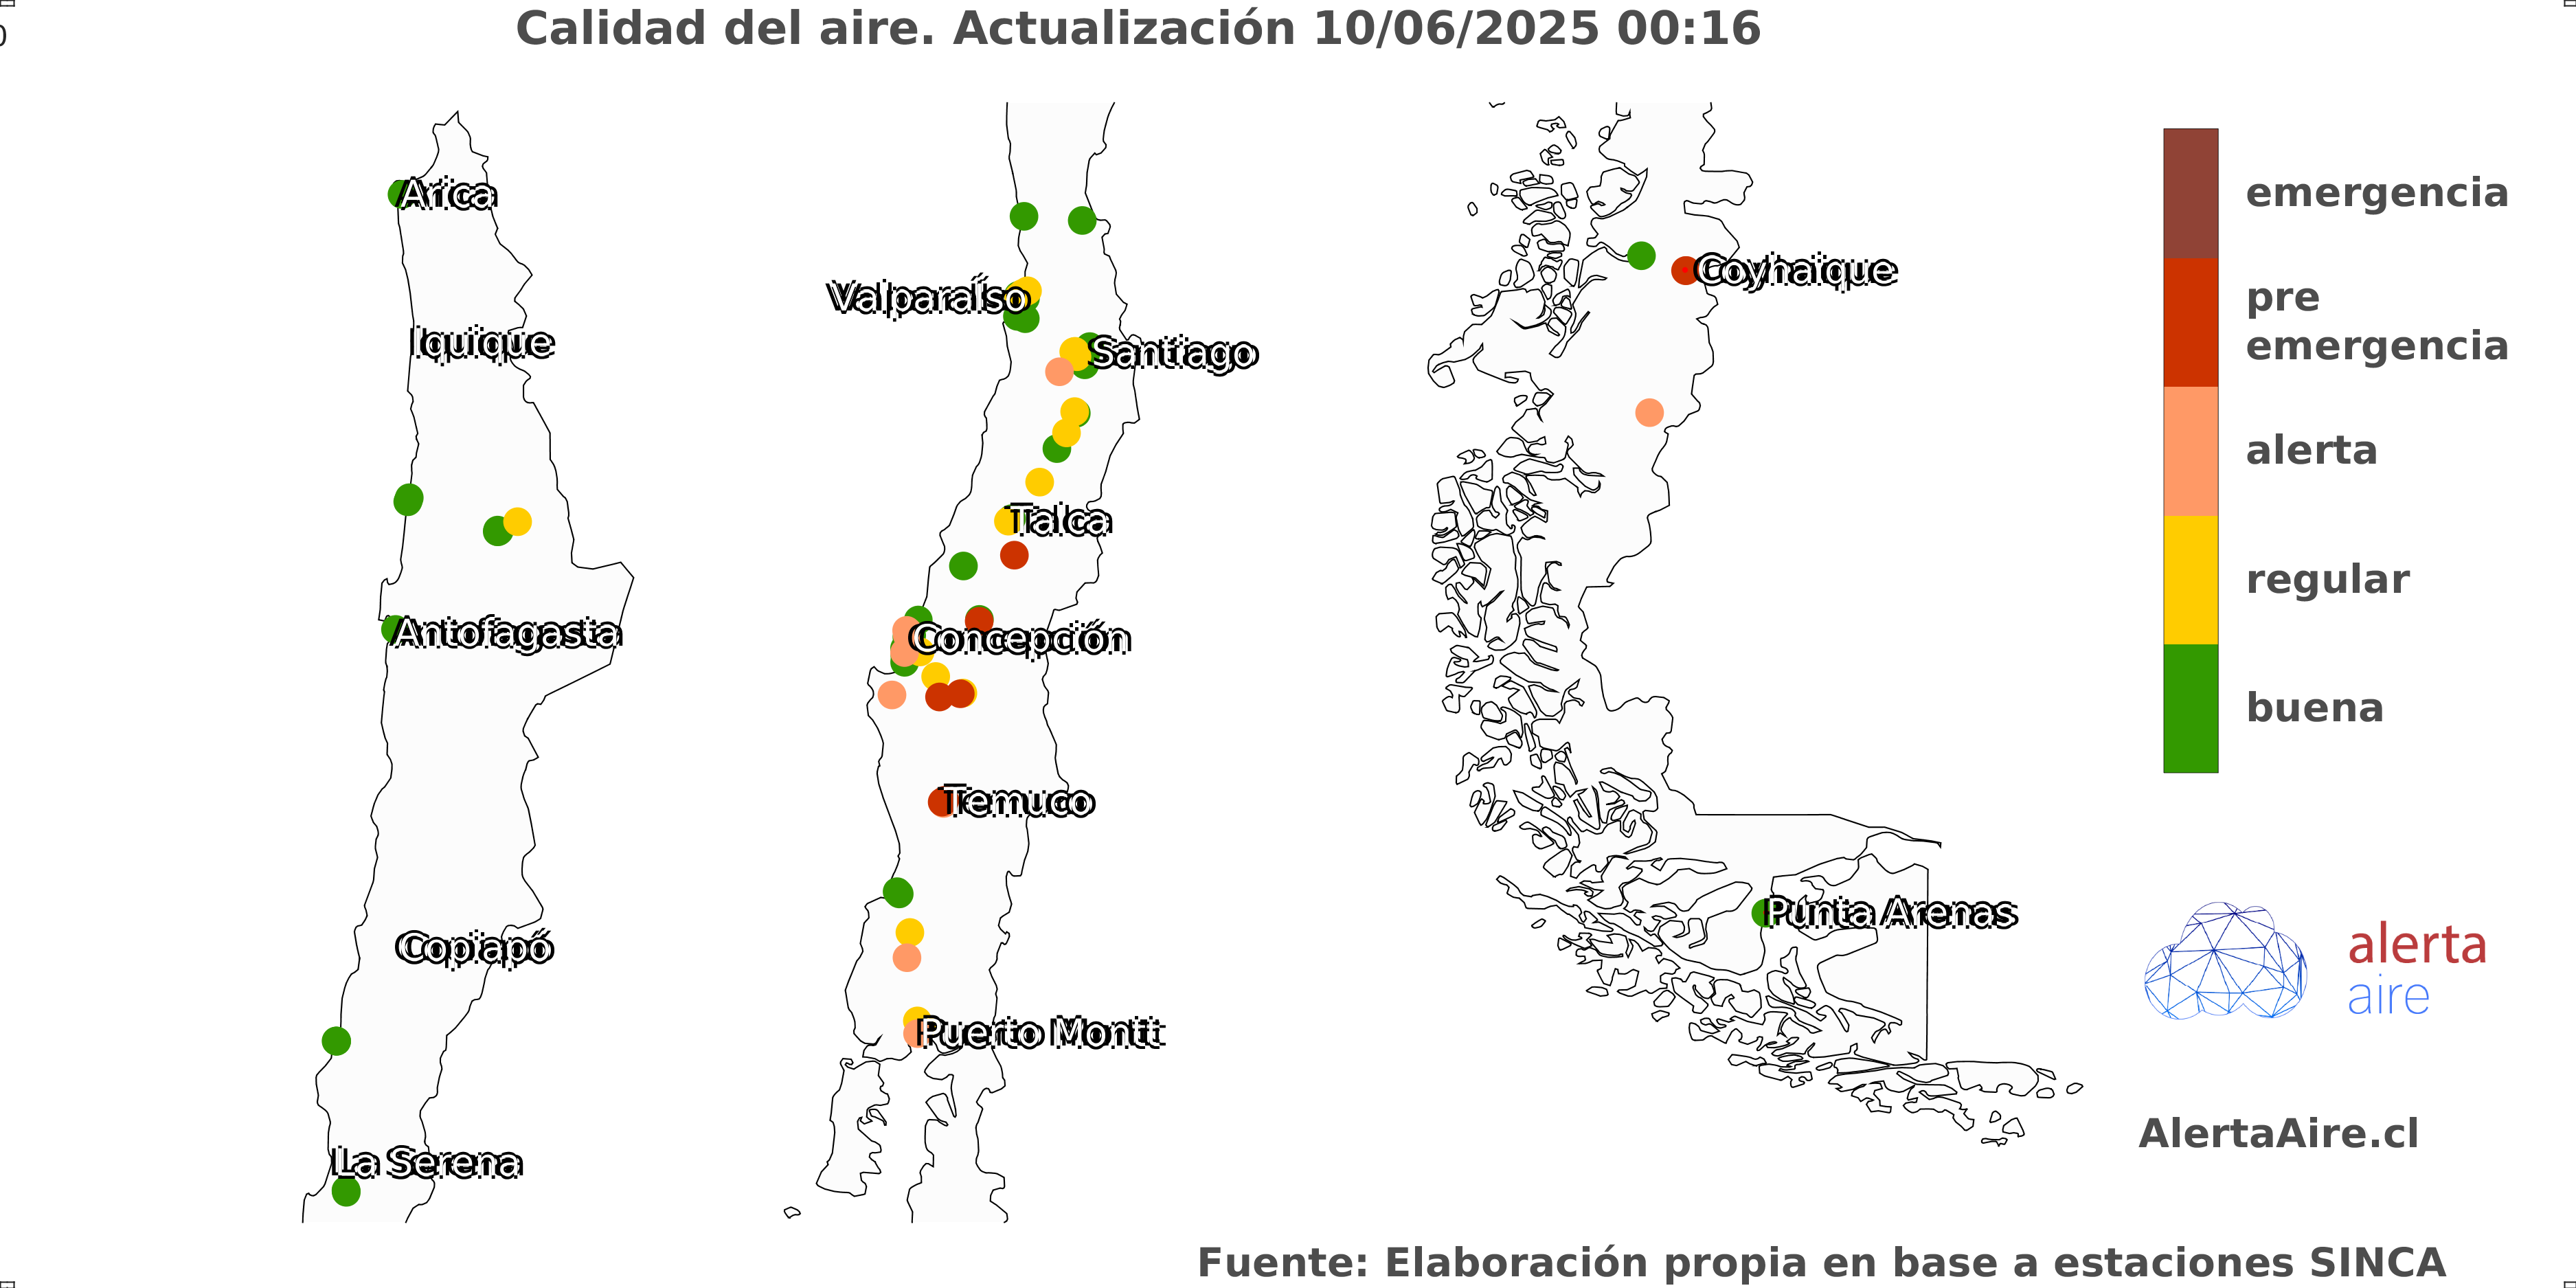 Calidad del aire. Actualización 10/06/2025 00:16
0
Arica
Iquique
Antofagasta
Copiapó
La Serena
Valparaíso
Santiago
Talca
Concepción
Temuco
Puerto Montt
Coyhaique
Punta Arenas
emergencia
pre
emergencia
alerta
regular
buena
alerta
aire
AlertaAire.cl
Fuente: Elaboración propia en base a estaciones SINCA